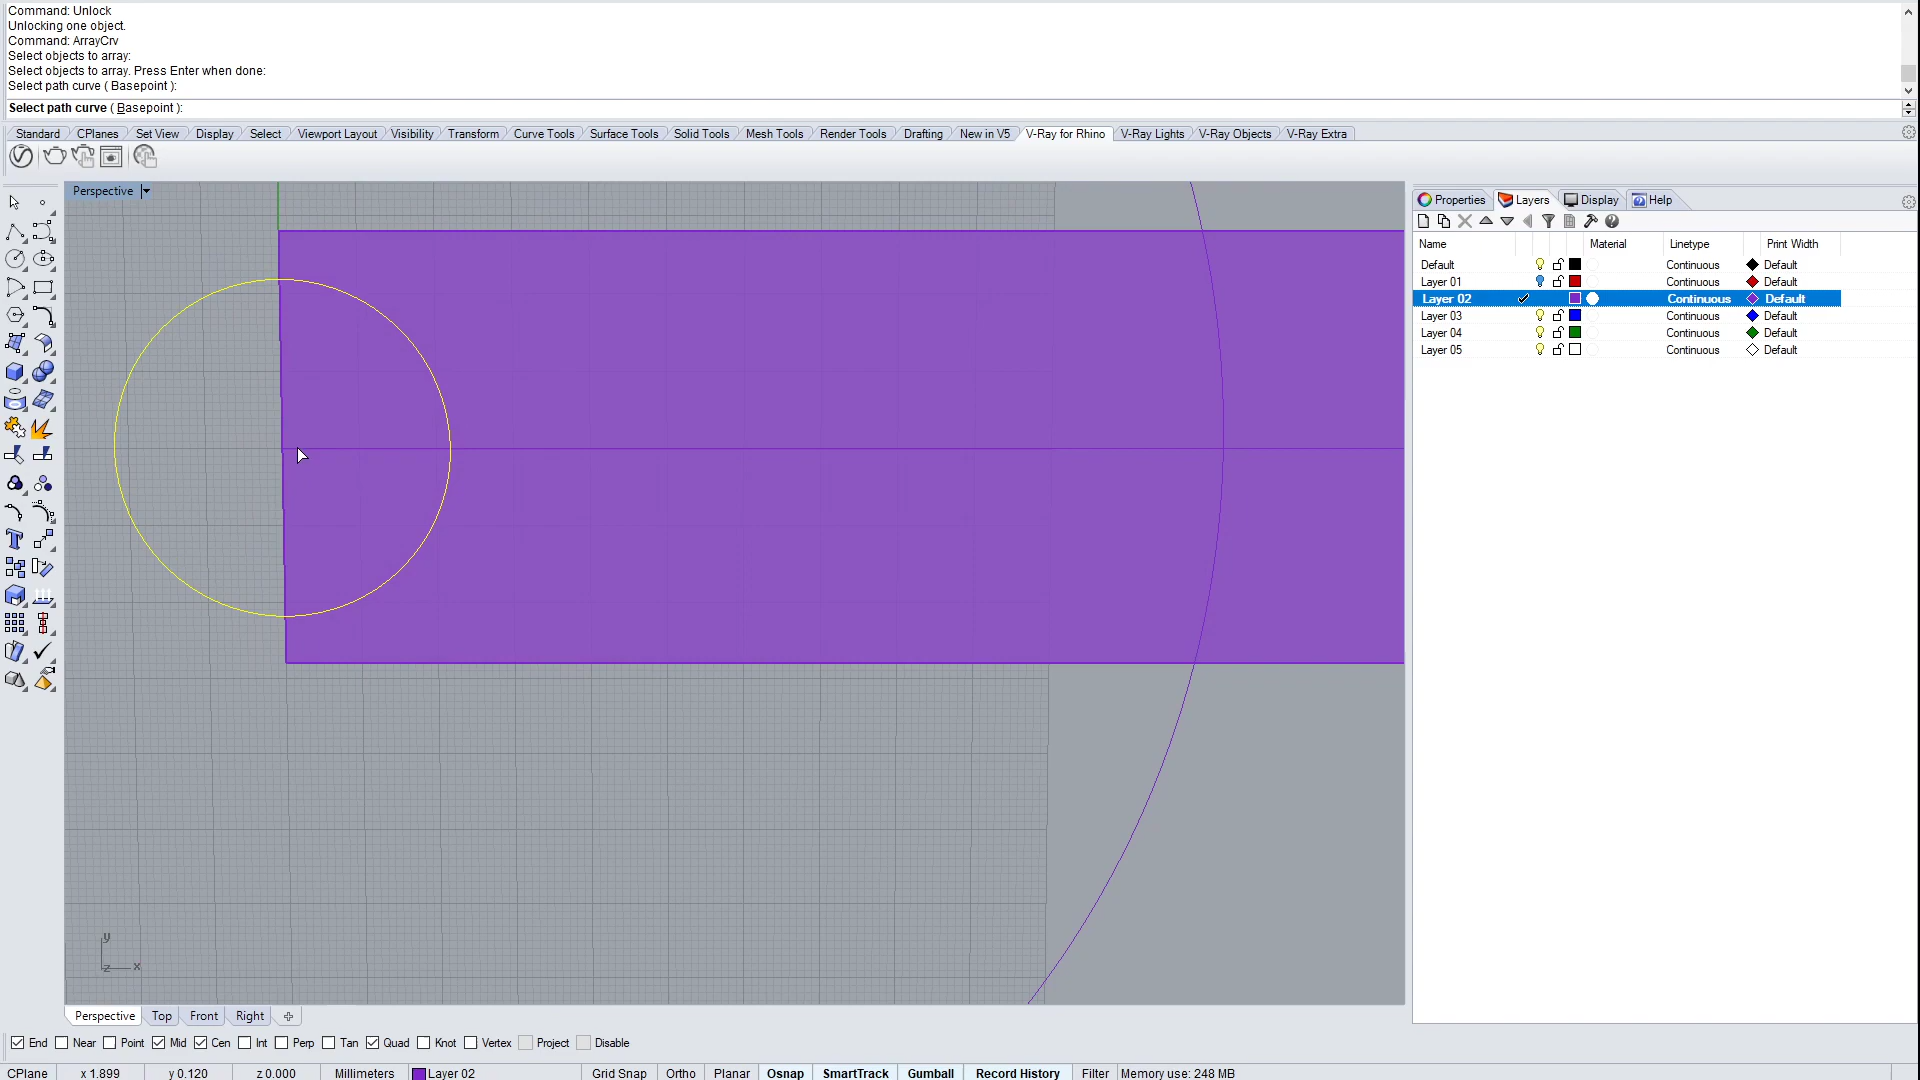 Command: Unlock
Unlocking one object.
Command: ArrayCrv
Select objects to array:
Select objects to array. Press Enter when done:
Select path curve ( Basepoint ):
Select path curve ( Basepoint ):
Standard CPlanes Set View Display Select Viewport Layout Visibility Transform Curve Tools Surface Tools Solid Tools Mesh Tools Render Tools Drafting New in V5 V-Ray for Rhino V-Ray Lights V-Ray Objects V-Ray Extra
Perspective
Properties Layers Display Help
Name Material Linetype Print Width
Default Continuous Default
Layer 01 Continuous Default
Layer 02 Continuous Default
Layer 03 Continuous Default
Layer 04 Continuous Default
Layer 05 Continuous Default
y
z x
Perspective Top Front Right
End Near Point Mid Cen Int Perp Tan Quad Knot Vertex Project Disable
CPlane x 1.899 y 0.120 z 0.000 Millimeters Layer 02 Grid Snap Ortho Planar Osnap SmartTrack Gumball Record History Filter Memory use: 248 MB